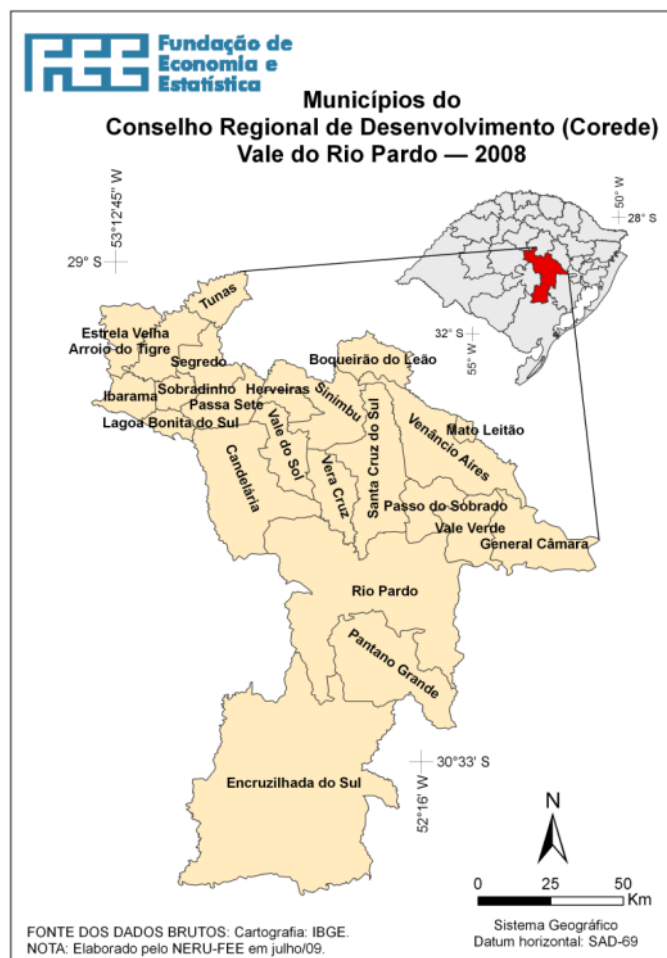 FEE Fundação de
Economia e
Estatística
Municípios do
Conselho Regional de Desenvolvimento (Corede)
Vale do Rio Pardo — 2008
53°12'45" W
29° S
50° W
28° S
32° S
55° W
Tunas
Estrela Velha
Arroio do Tigre
Segredo
Boqueirão do Leão
Ibarama
Sobradinho
Herveiras
Sinimbu
Passa Sete
Lagoa Bonita do Sul
Mato Leitão
Venâncio Aires
Candelária
Vale do Sol
Vera Cruz
Santa Cruz do Sul
Passo do Sobrado
Vale Verde
General Câmara
Rio Pardo
Pantano Grande
Encruzilhada do Sul
30°33' S
52°16' W
N
0 25 50
Km
Sistema Geográfico
Datum horizontal: SAD-69
FONTE DOS DADOS BRUTOS: Cartografia: IBGE.
NOTA: Elaborado pelo NERU-FEE em julho/09.